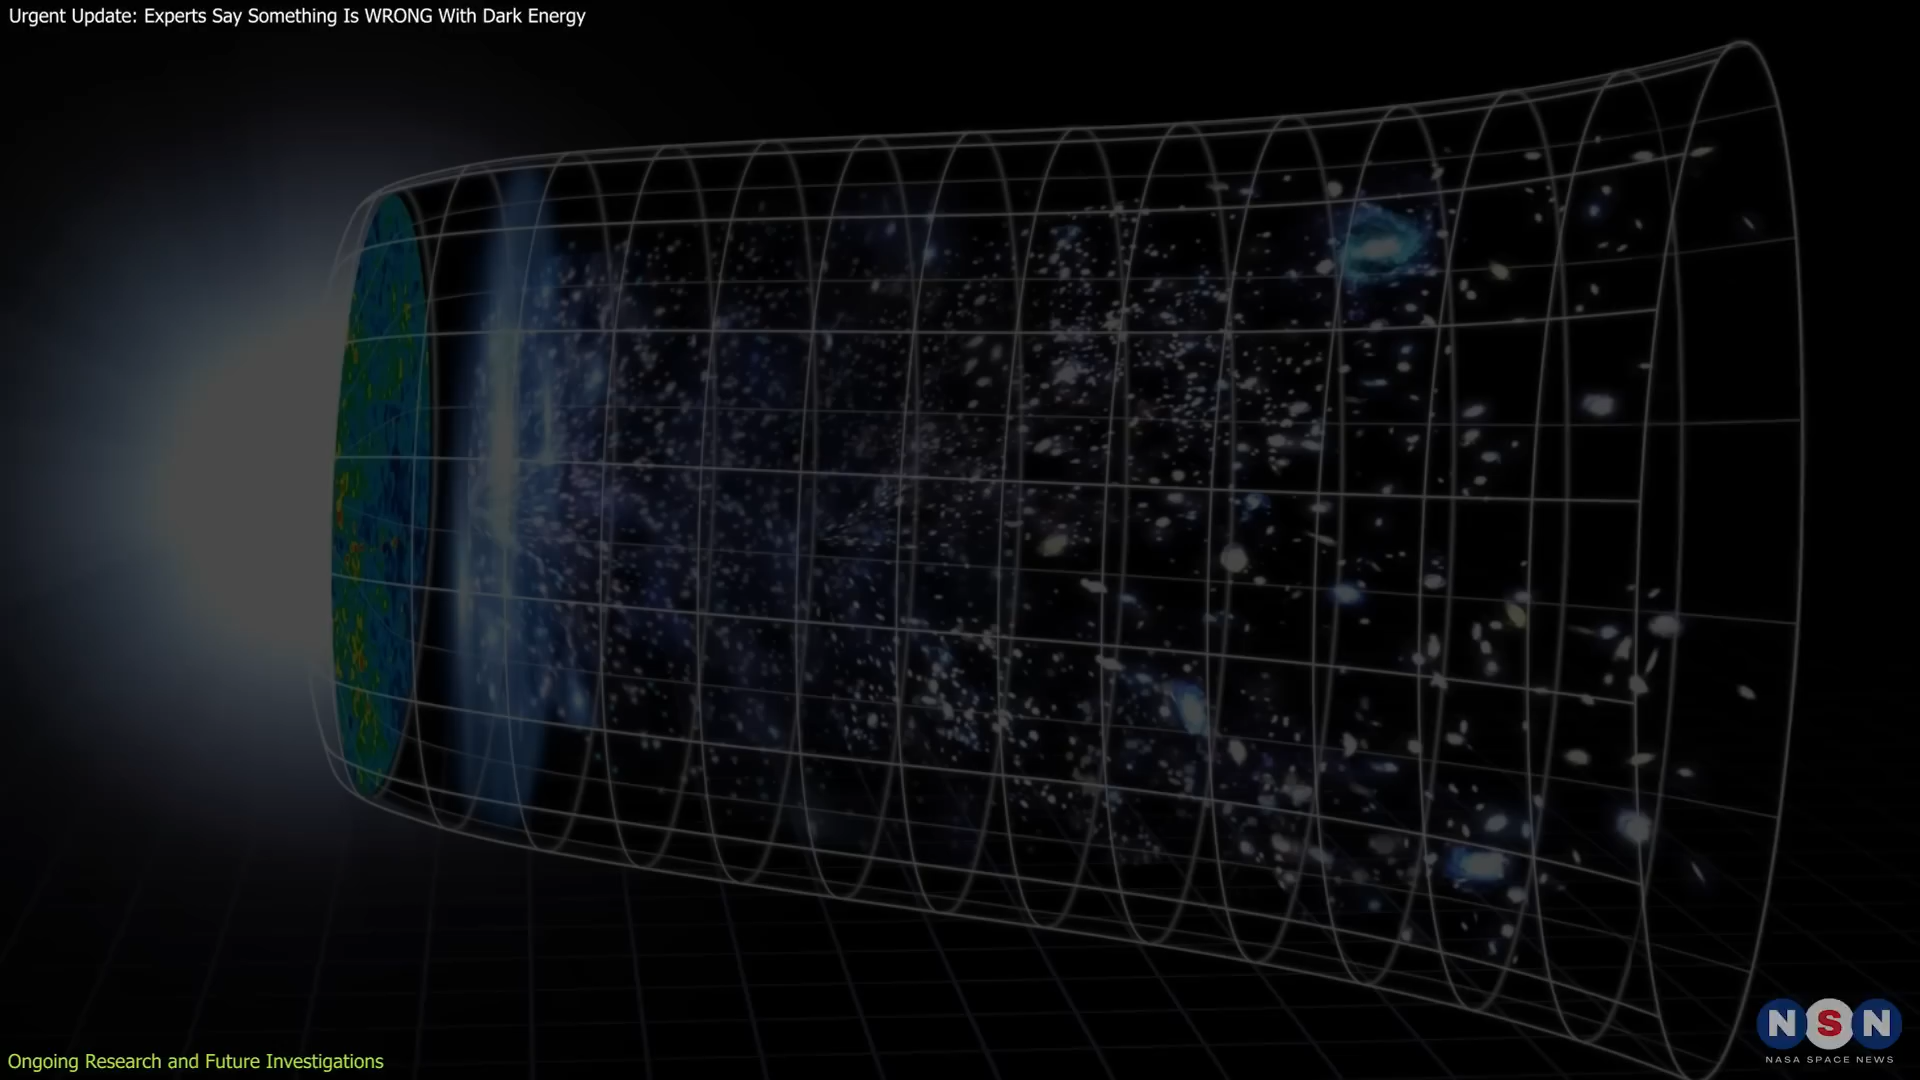 Urgent Update: Experts Say Something Is WRONG With Dark Energy
Ongoing Research and Future Investigations
NSN
NASA SPACE NEWS